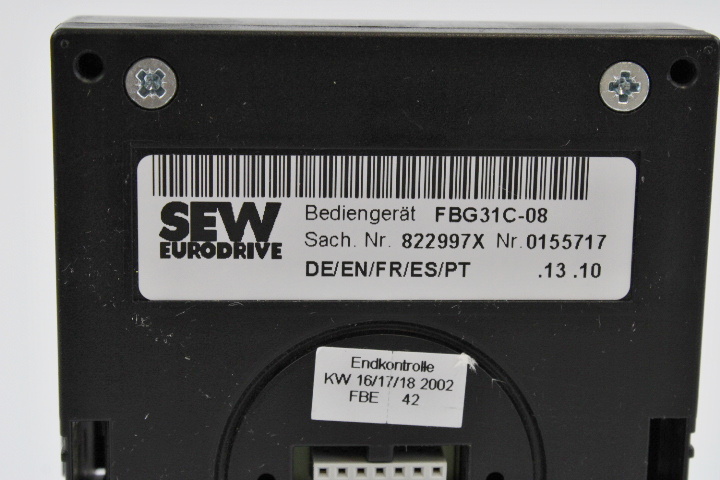 SEW
EURODRIVE
Bediengerät FBG31C-08
Sach. Nr. 822997X Nr. 0155717
DE/EN/FR/ES/PT .13 .10
Endkontrolle
KW 16/17/18 2002
FBE 42